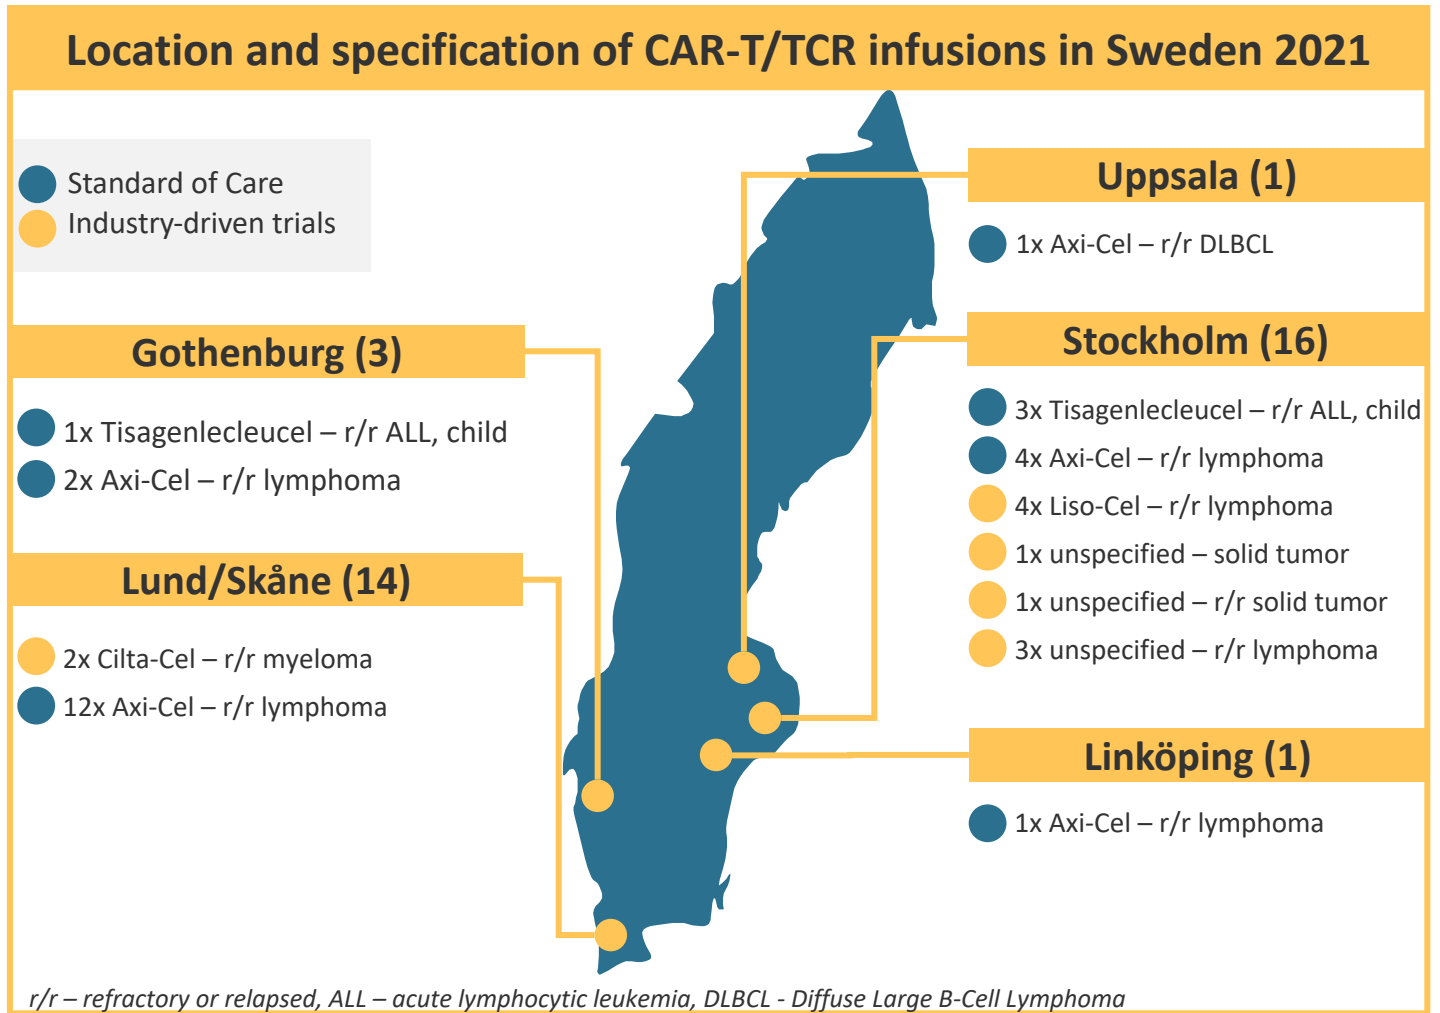 Location and specification of CAR-T/TCR infusions in Sweden 2021
Standard of Care
Industry-driven trials
Gothenburg (3)
1x Tisagenlecleucel – r/r ALL, child
2x Axi-Cel – r/r lymphoma
Lund/Skåne (14)
2x Cilta-Cel – r/r myeloma
12x Axi-Cel – r/r lymphoma
Uppsala (1)
1x Axi-Cel – r/r DLBCL
Stockholm (16)
3x Tisagenlecleucel – r/r ALL, child
4x Axi-Cel – r/r lymphoma
4x Liso-Cel – r/r lymphoma
1x unspecified – solid tumor
1x unspecified – r/r solid tumor
3x unspecified – r/r lymphoma
Linköping (1)
1x Axi-Cel – r/r lymphoma
r/r – refractory or relapsed, ALL – acute lymphocytic leukemia, DLBCL - Diffuse Large B-Cell Lymphoma